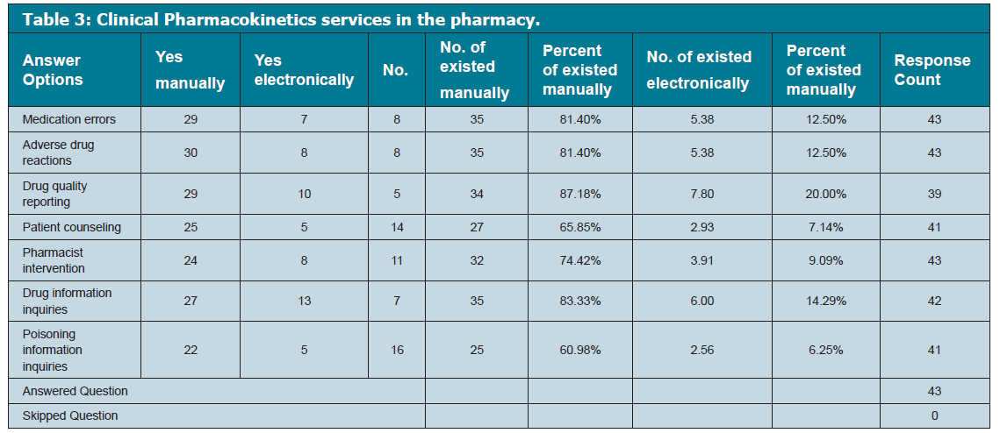 Table 3: Clinical Pharmacokinetics services in the pharmacy.
Answer Options Yes manually Yes electronically No. No. of existed manually Percent of existed manually No. of existed electronically Percent of existed manually Response Count
Medication errors 29 7 8 35 81.40% 5.38 12.50% 43
Adverse drug reactions 30 8 8 35 81.40% 5.38 12.50% 43
Drug quality reporting 29 10 5 34 87.18% 7.80 20.00% 39
Patient counseling 25 5 14 27 65.85% 2.93 7.14% 41
Pharmacist intervention 24 8 11 32 74.42% 3.91 9.09% 43
Drug information inquiries 27 13 7 35 83.33% 6.00 14.29% 42
Poisoning information inquiries 22 5 16 25 60.98% 2.56 6.25% 41
Answered Question 43
Skipped Question 0